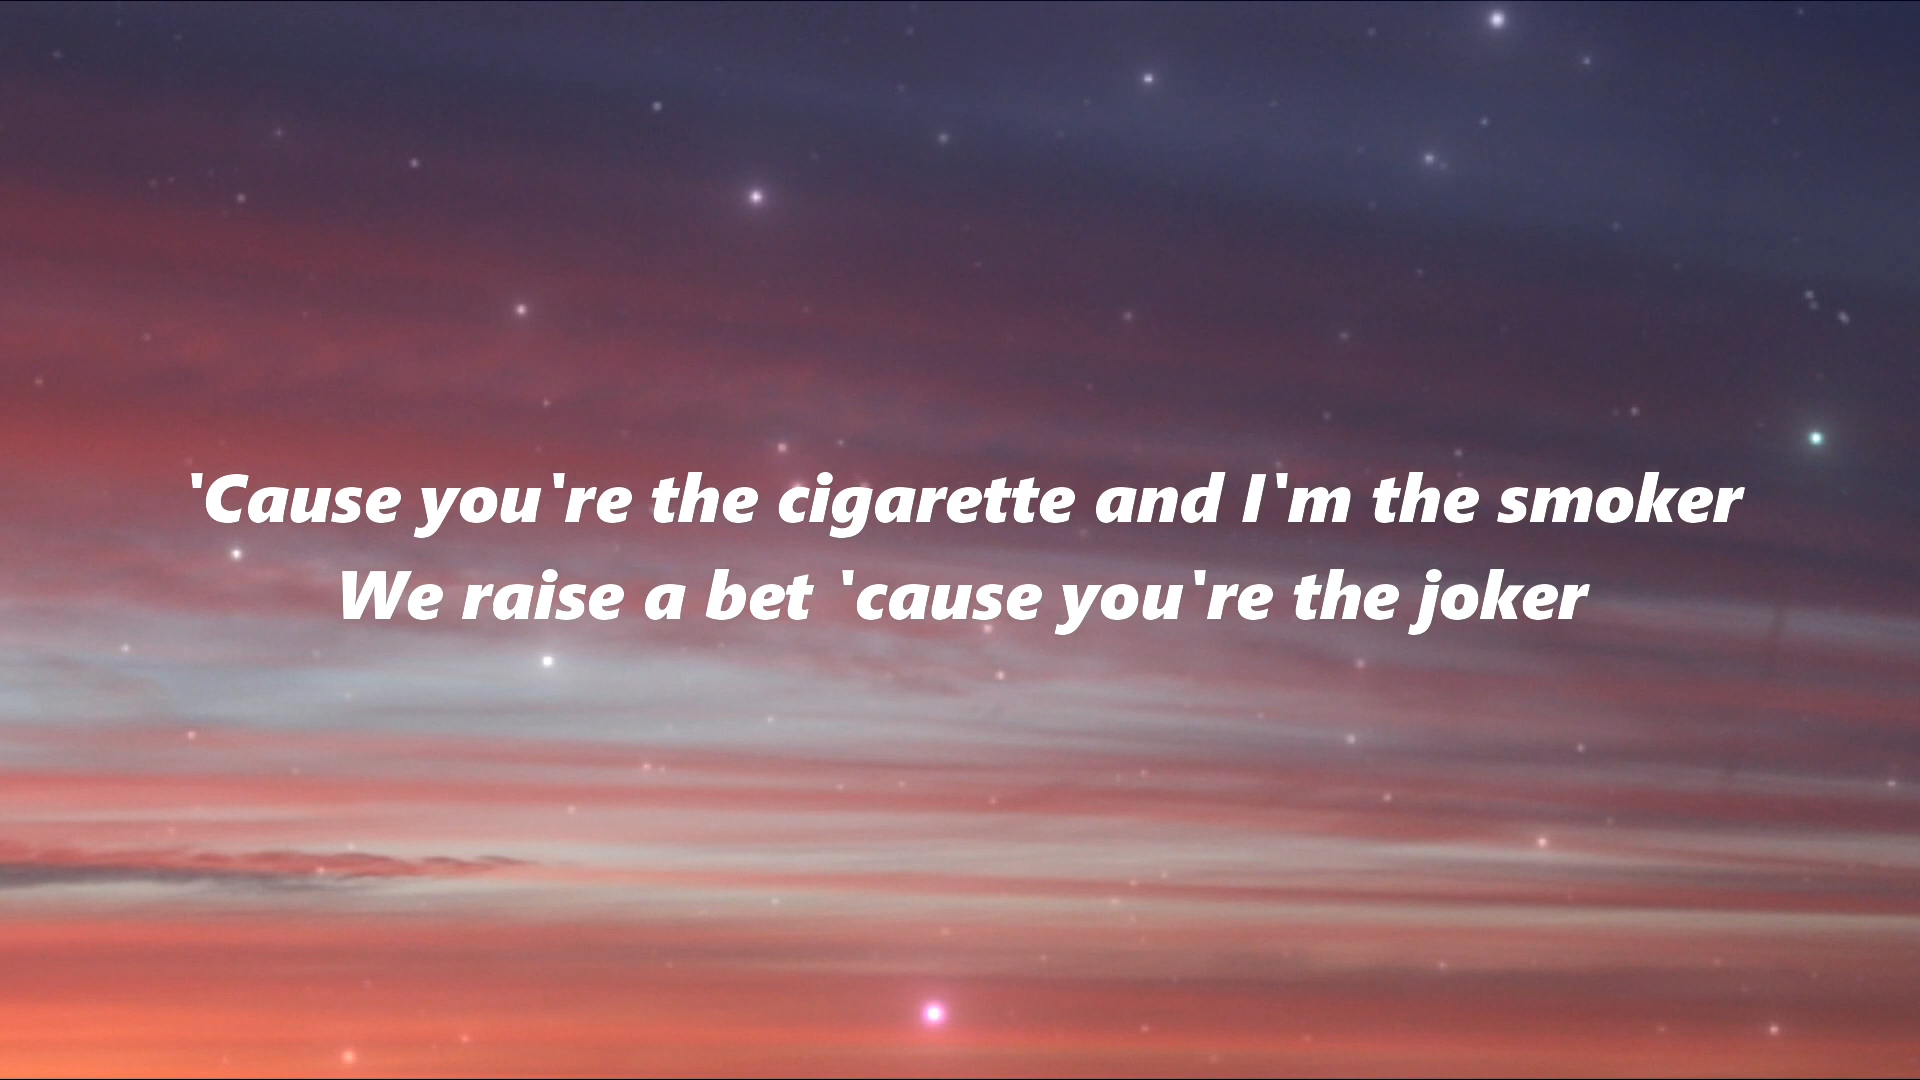 'Cause you're the cigarette and I'm the smoker
We raise a bet 'cause you're the joker